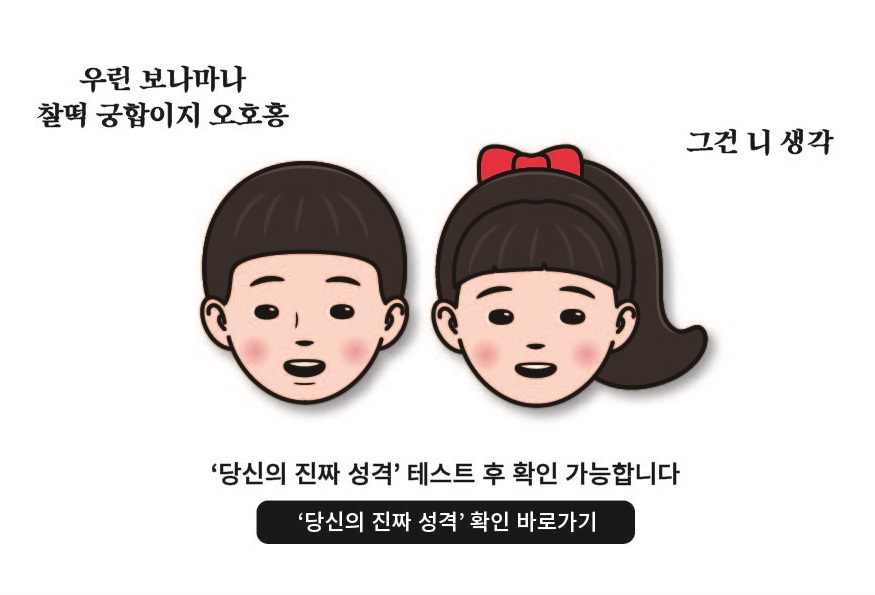 우린 보나마나
찰떡 궁합이지 오호홍
그건 니 생각
‘당신의 진짜 성격’ 테스트 후 확인 가능합니다
‘당신의 진짜 성격’ 확인 바로가기